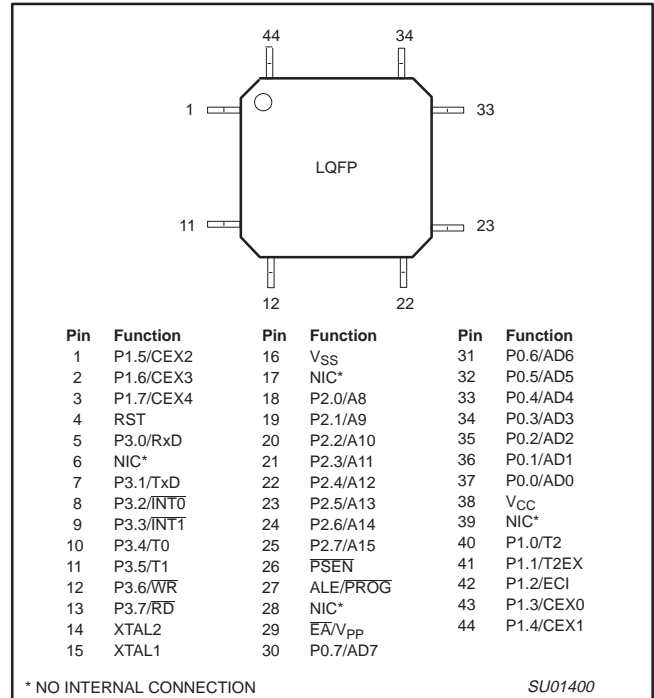 44 34
1 33
LQFP
11 23
12 22
Pin Function Pin Function Pin Function
1 P1.5/CEX2 16 VSS 31 P0.6/AD6
2 P1.6/CEX3 17 NIC* 32 P0.5/AD5
3 P1.7/CEX4 18 P2.0/A8 33 P0.4/AD4
4 RST 19 P2.1/A9 34 P0.3/AD3
5 P3.0/RxD 20 P2.2/A10 35 P0.2/AD2
6 NIC* 21 P2.3/A11 36 P0.1/AD1
7 P3.1/TxD 22 P2.4/A12 37 P0.0/AD0
8 P3.2/INT0 23 P2.5/A13 38 VCC
9 P3.3/INT1 24 P2.6/A14 39 NIC*
10 P3.4/T0 25 P2.7/A15 40 P1.0/T2
11 P3.5/T1 26 PSEN 41 P1.1/T2EX
12 P3.6/WR 27 ALE/PROG 42 P1.2/ECI
13 P3.7/RD 28 NIC* 43 P1.3/CEX0
14 XTAL2 29 EA/VPP 44 P1.4/CEX1
15 XTAL1 30 P0.7/AD7
* NO INTERNAL CONNECTION SU01400